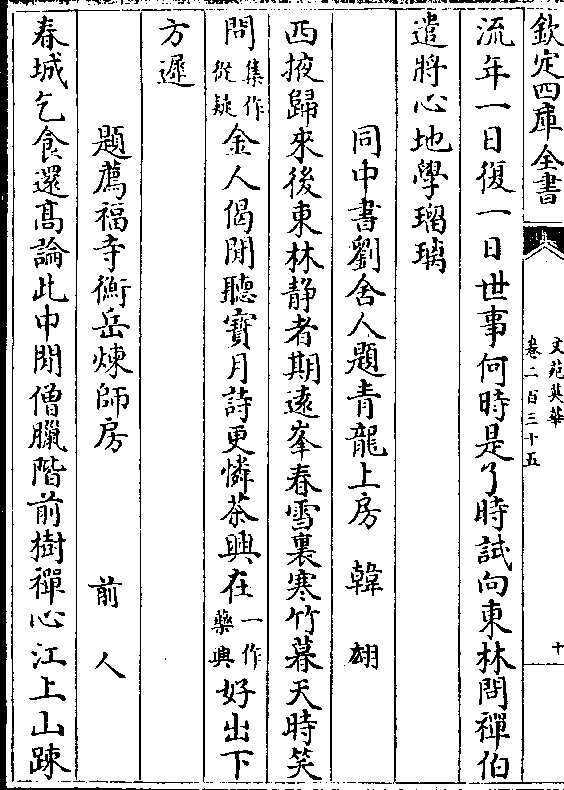 欽定四庫全書
文苑英華
卷二百三十五
十
流年一日復一日世事何時是了時試向東林問禪伯
遣將心地學瑠璃
同中書劉舍人題青龍上房 韓翃
西掖歸來後東林静者期遠峯春雪裏寒竹暮天時笑
問集作從疑金人偈閒聽寳月詩更憐茶興在一作藥興好出下
方遲
題薦福寺衡岳煉師房 前人
春城乞食還髙論此中閒僧臘階前樹禪心江上山踈